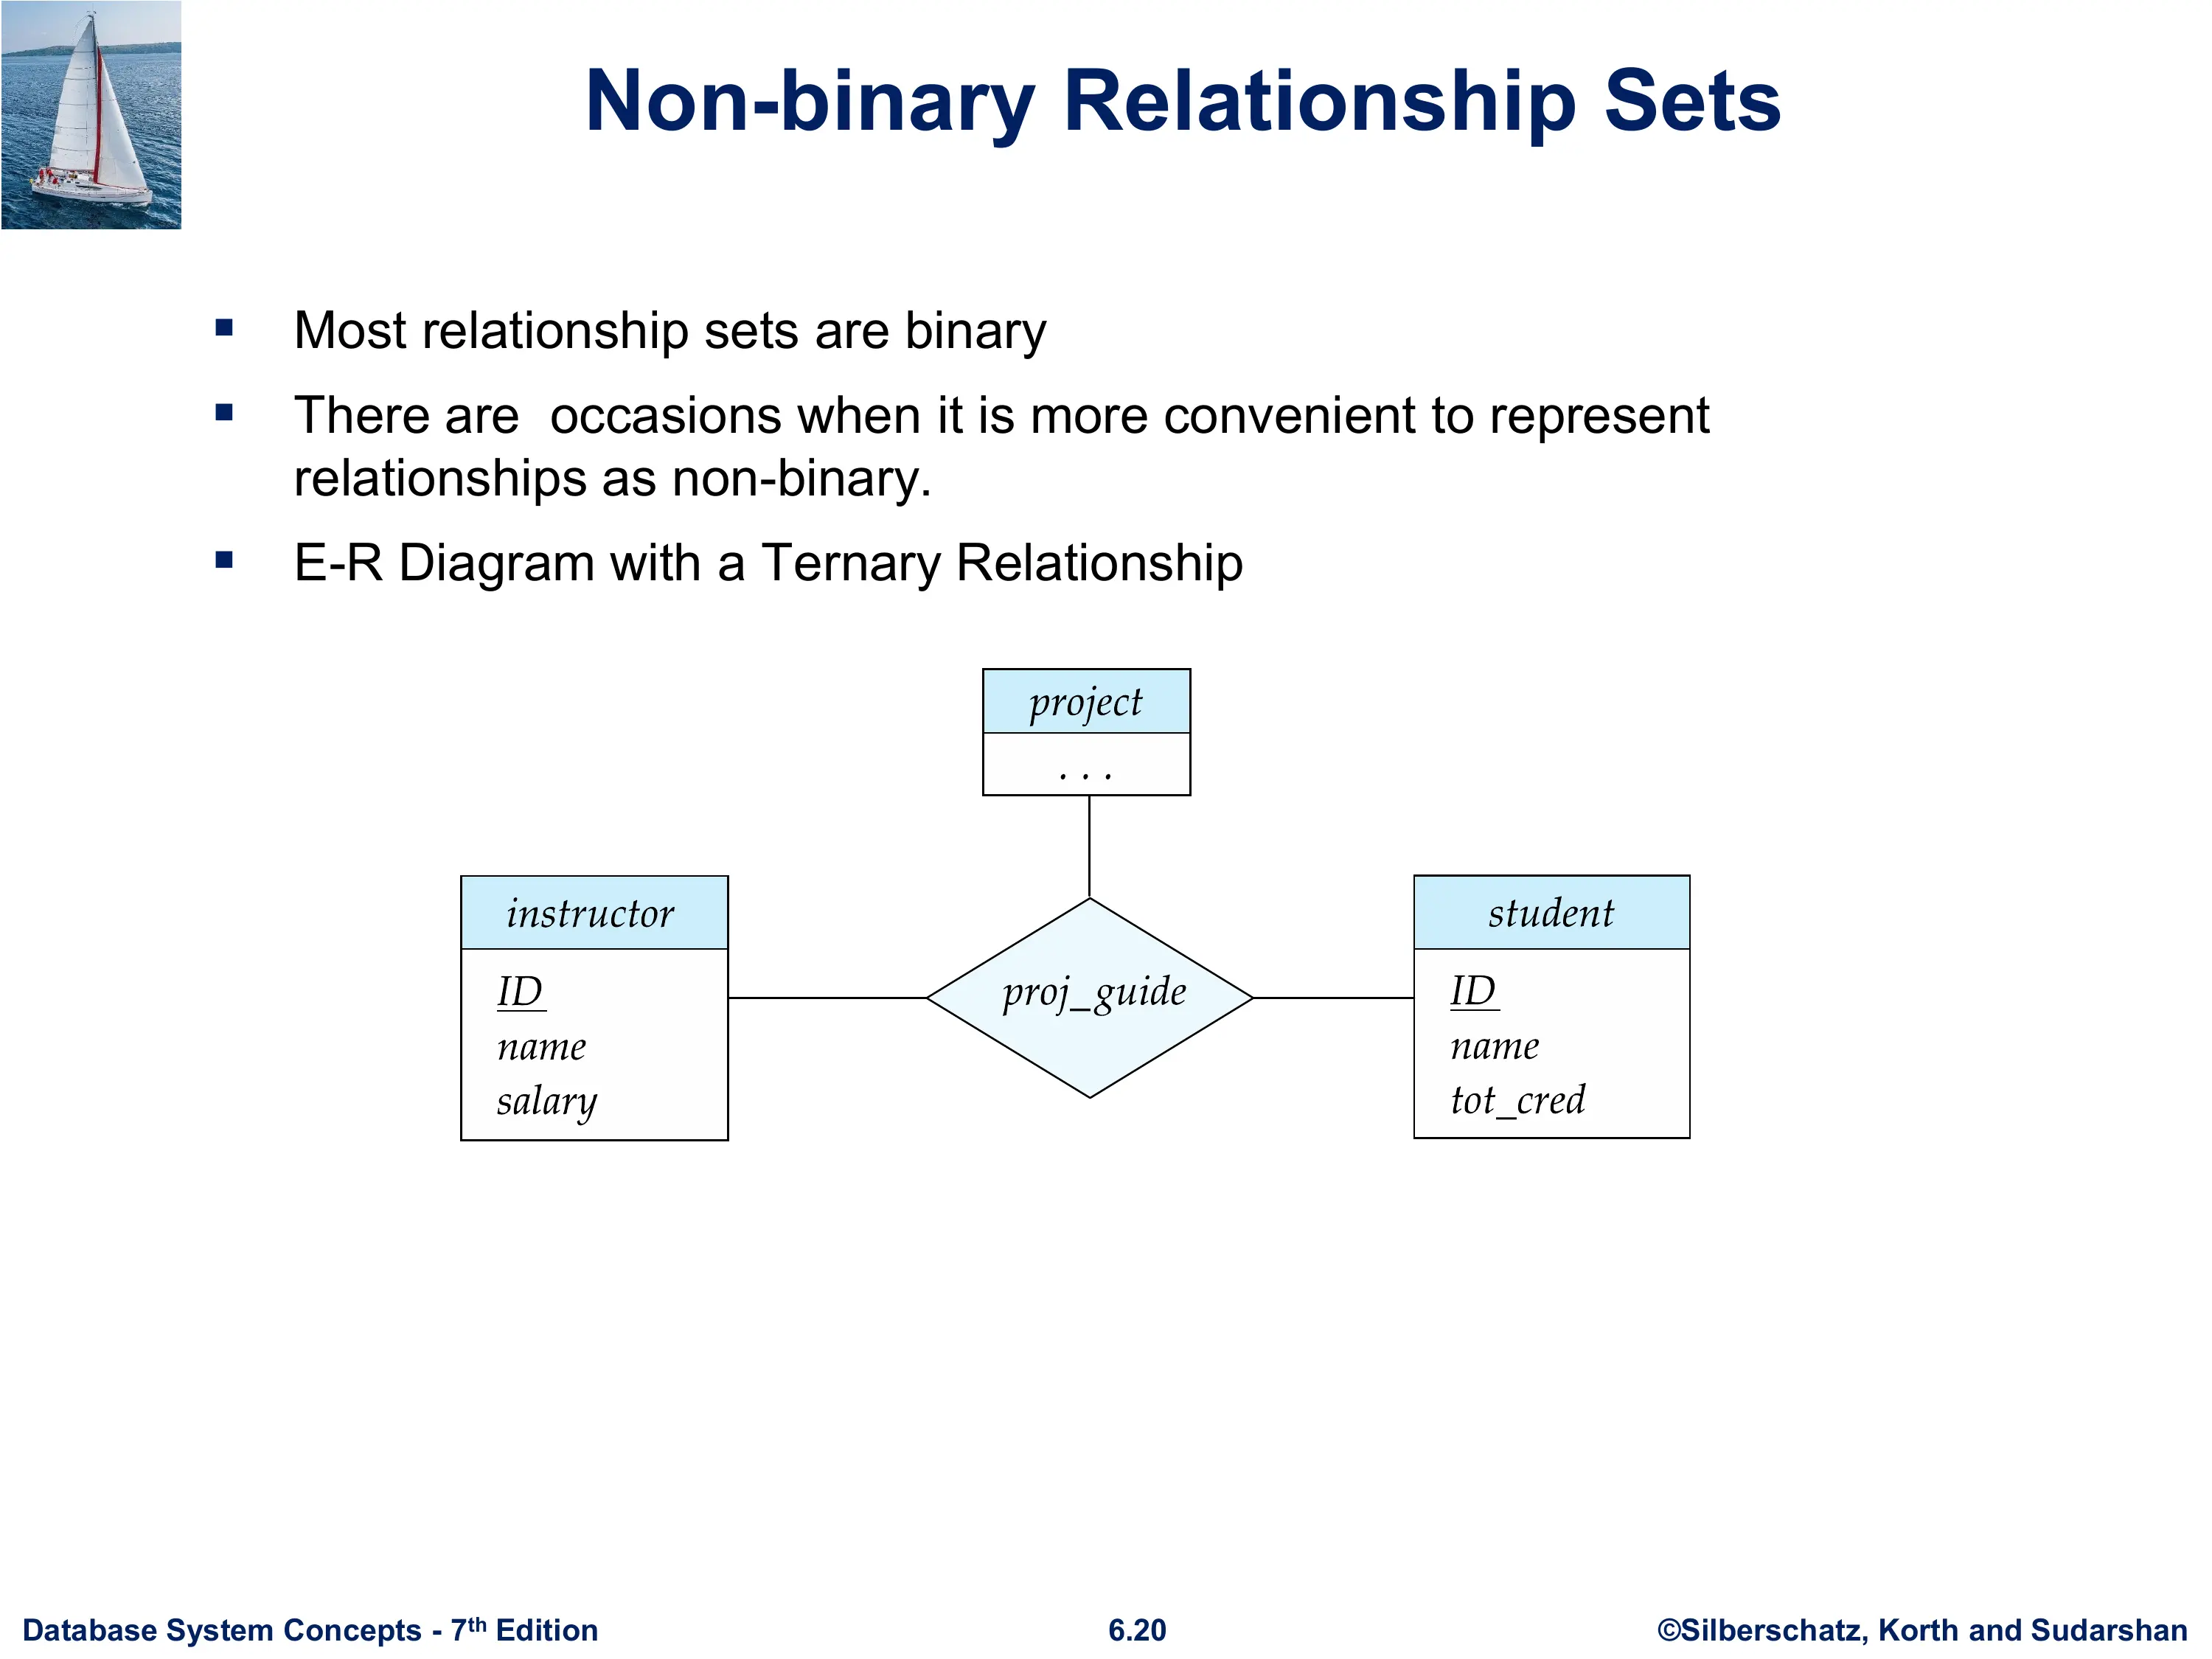 Non-binary Relationship Sets
▪ Most relationship sets are binary
▪ There are  occasions when it is more convenient to represent
relationships as non-binary.
▪ E-R Diagram with a Ternary Relationship
project
. . .
instructor
ID
name
salary
proj_guide
student
ID
name
tot_cred
Database System Concepts - 7th Edition
6.20
©Silberschatz, Korth and Sudarshan